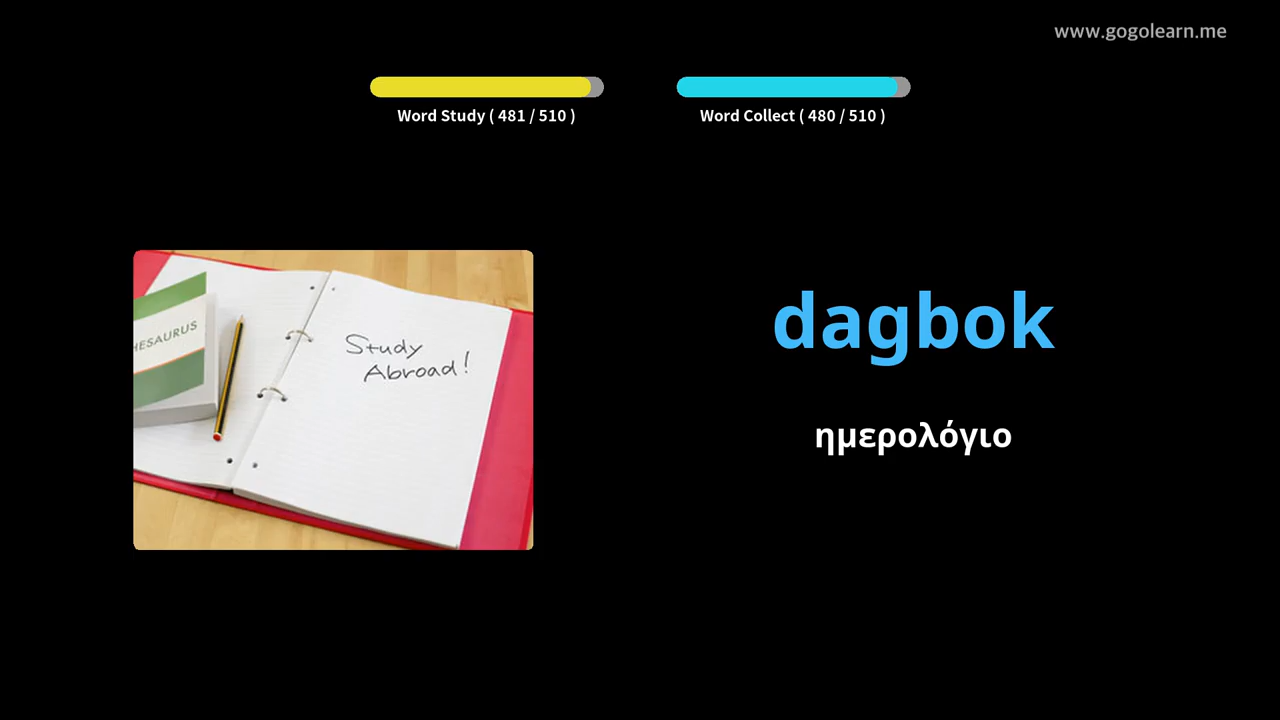 www.gogolearn.me
Word Study ( 481 / 510 )
Word Collect ( 480 / 510 )
HESAURUS
Study
Abroad!
dagbok
ημερολόγιο